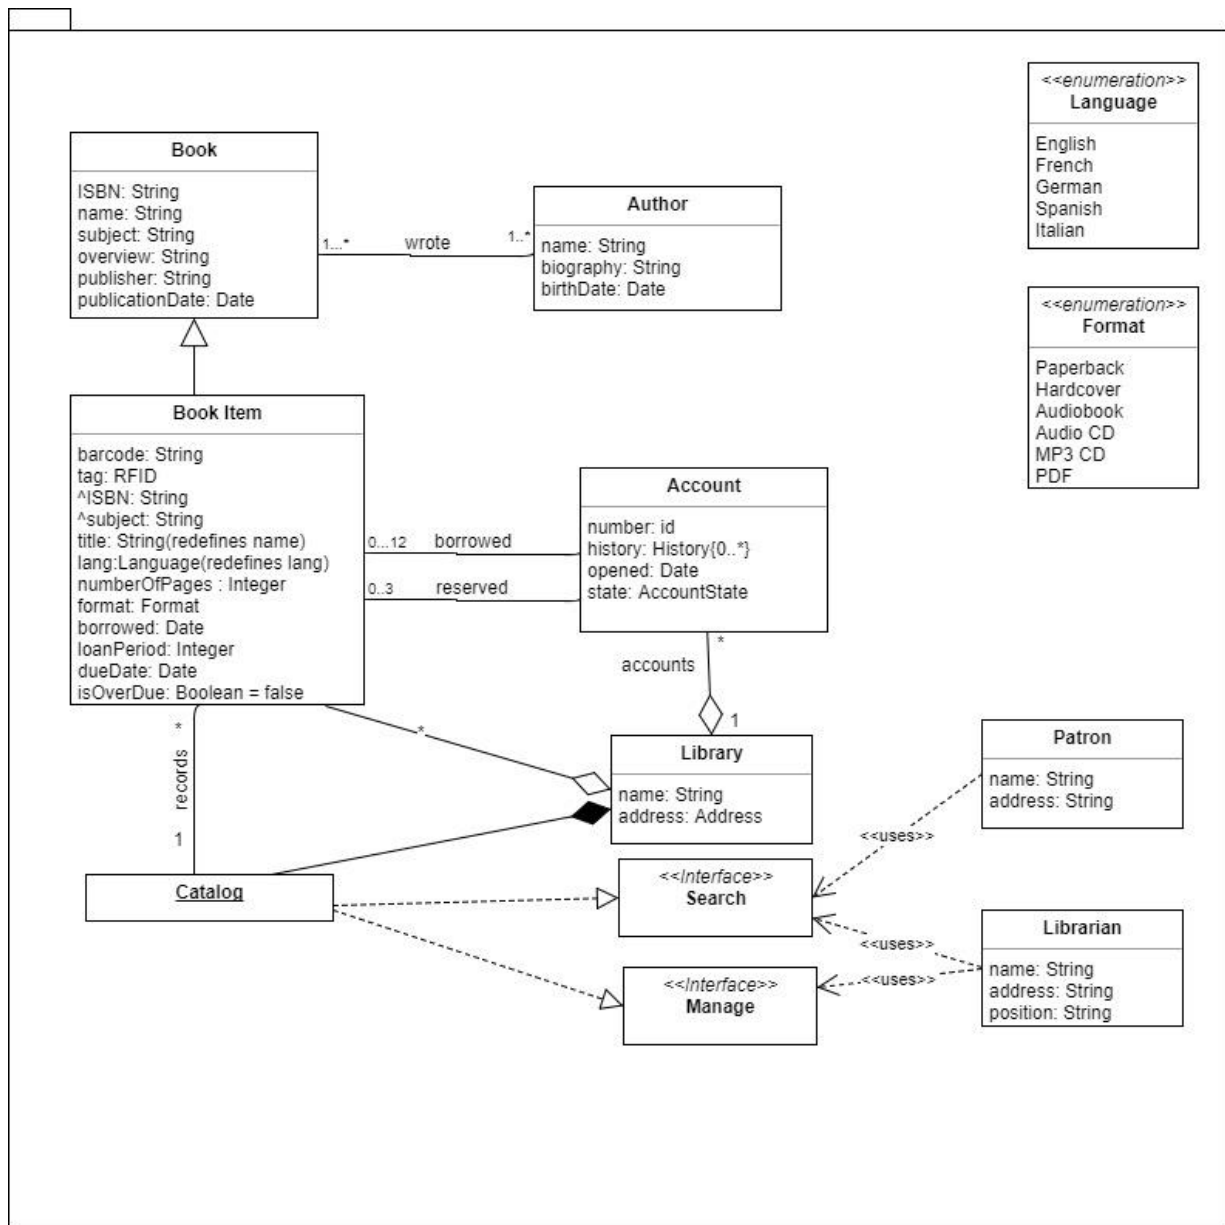 <<enumeration>>
Language
English
French
German
Spanish
Italian
Book
ISBN: String
name: String
subject: String
overview: String
publisher: String
publicationDate: Date
1...*
wrote
1..*
Author
name: String
biography: String
birthDate: Date
<<enumeration>>
Format
Paperback
Hardcover
Audiobook
Audio CD
MP3 CD
PDF
Book Item
barcode: String
tag: RFID
^ISBN: String
^subject: String
title: String(redefines name)
lang:Language(redefines lang)
numberOfPages : Integer
format: Format
borrowed: Date
loanPeriod: Integer
dueDate: Date
isOverDue: Boolean = false
0...12
borrowed
0..3
reserved
Account
number: id
history: History{0..*}
opened: Date
state: AccountState
*
accounts
1
*
records
1
*
Library
name: String
address: Address
Patron
name: String
address: String
<<uses>>
Catalog
<<Interface>>
Search
<<uses>>
<<uses>>
<<Interface>>
Manage
Librarian
name: String
address: String
position: String